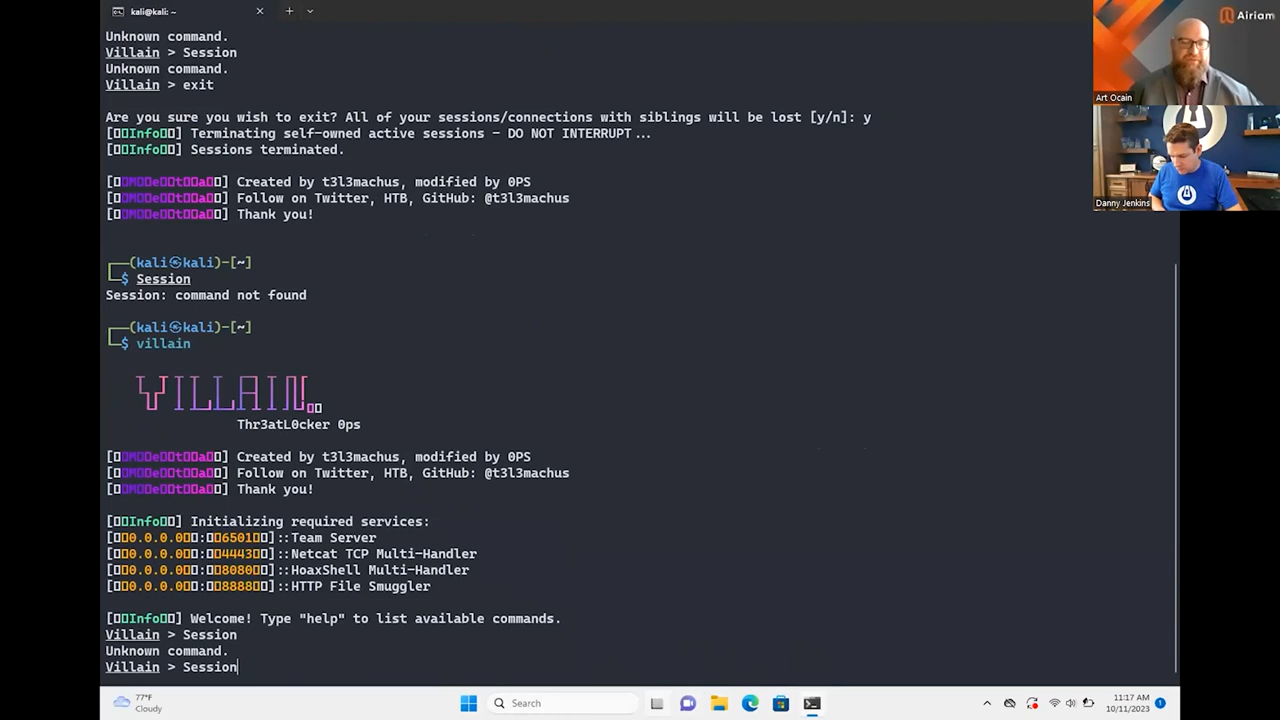 kali@kali: ~
Airiam
Unknown command.
Villain > Session
Unknown command.
Villain > exit
Art Ocain
Are you sure you wish to exit? All of your sessions/connections with siblings will be lost [y/n]: y
[Info] Terminating self-owned active sessions - DO NOT INTERRUPT...
[Info] Sessions terminated.
[Meta] Created by t3l3machus, modified by 0PS
[Meta] Follow on Twitter, HTB, GitHub: @t3l3machus
Danny Jenkins
[Meta] Thank you!
┌──(kali㉿kali)-[~]
└─$ Session
Session: command not found
┌──(kali㉿kali)-[~]
└─$ villain
VILLAIN
Thr3atL0cker 0ps
[Meta] Created by t3l3machus, modified by 0PS
[Meta] Follow on Twitter, HTB, GitHub: @t3l3machus
[Meta] Thank you!
[Info] Initializing required services:
[0.0.0.0:6501]::Team Server
[0.0.0.0:4443]::Netcat TCP Multi-Handler
[0.0.0.0:8080]::HoaxShell Multi-Handler
[0.0.0.0:8888]::HTTP File Smuggler
[Info] Welcome! Type "help" to list available commands.
Villain > Session
Unknown command.
Villain > Session
77°F
Cloudy
Search
11:17 AM
10/11/2023
1